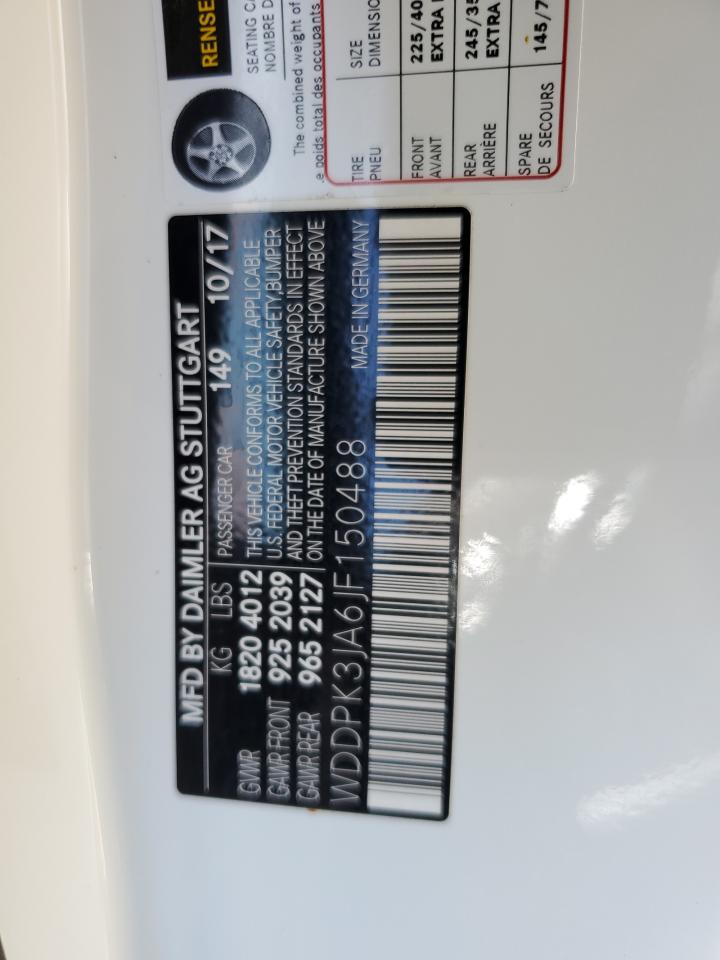 MFD BY DAIMLER AG STUTTGART
KG LBS PASSENGER CAR 149 10/17
GVWR 1820 4012 THIS VEHICLE CONFORMS TO ALL APPLICABLE
GAWR FRONT 925 2039 U.S. FEDERAL MOTOR VEHICLE SAFETY, BUMPER
GAWR REAR 965 2127 AND THEFT PREVENTION STANDARDS IN EFFECT
ON THE DATE OF MANUFACTURE SHOWN ABOVE
WDDPK3JA6JF150488 MADE IN GERMANY
RENSE
SEATING CA
NOMBRE D
The combined weight of
e poids total des occupants
TIRE SIZE
PNEU DIMENSIO
FRONT 225/40
AVANT EXTRA
REAR 245/35
ARRIÈRE EXTRA
SPARE 145/7
DE SECOURS